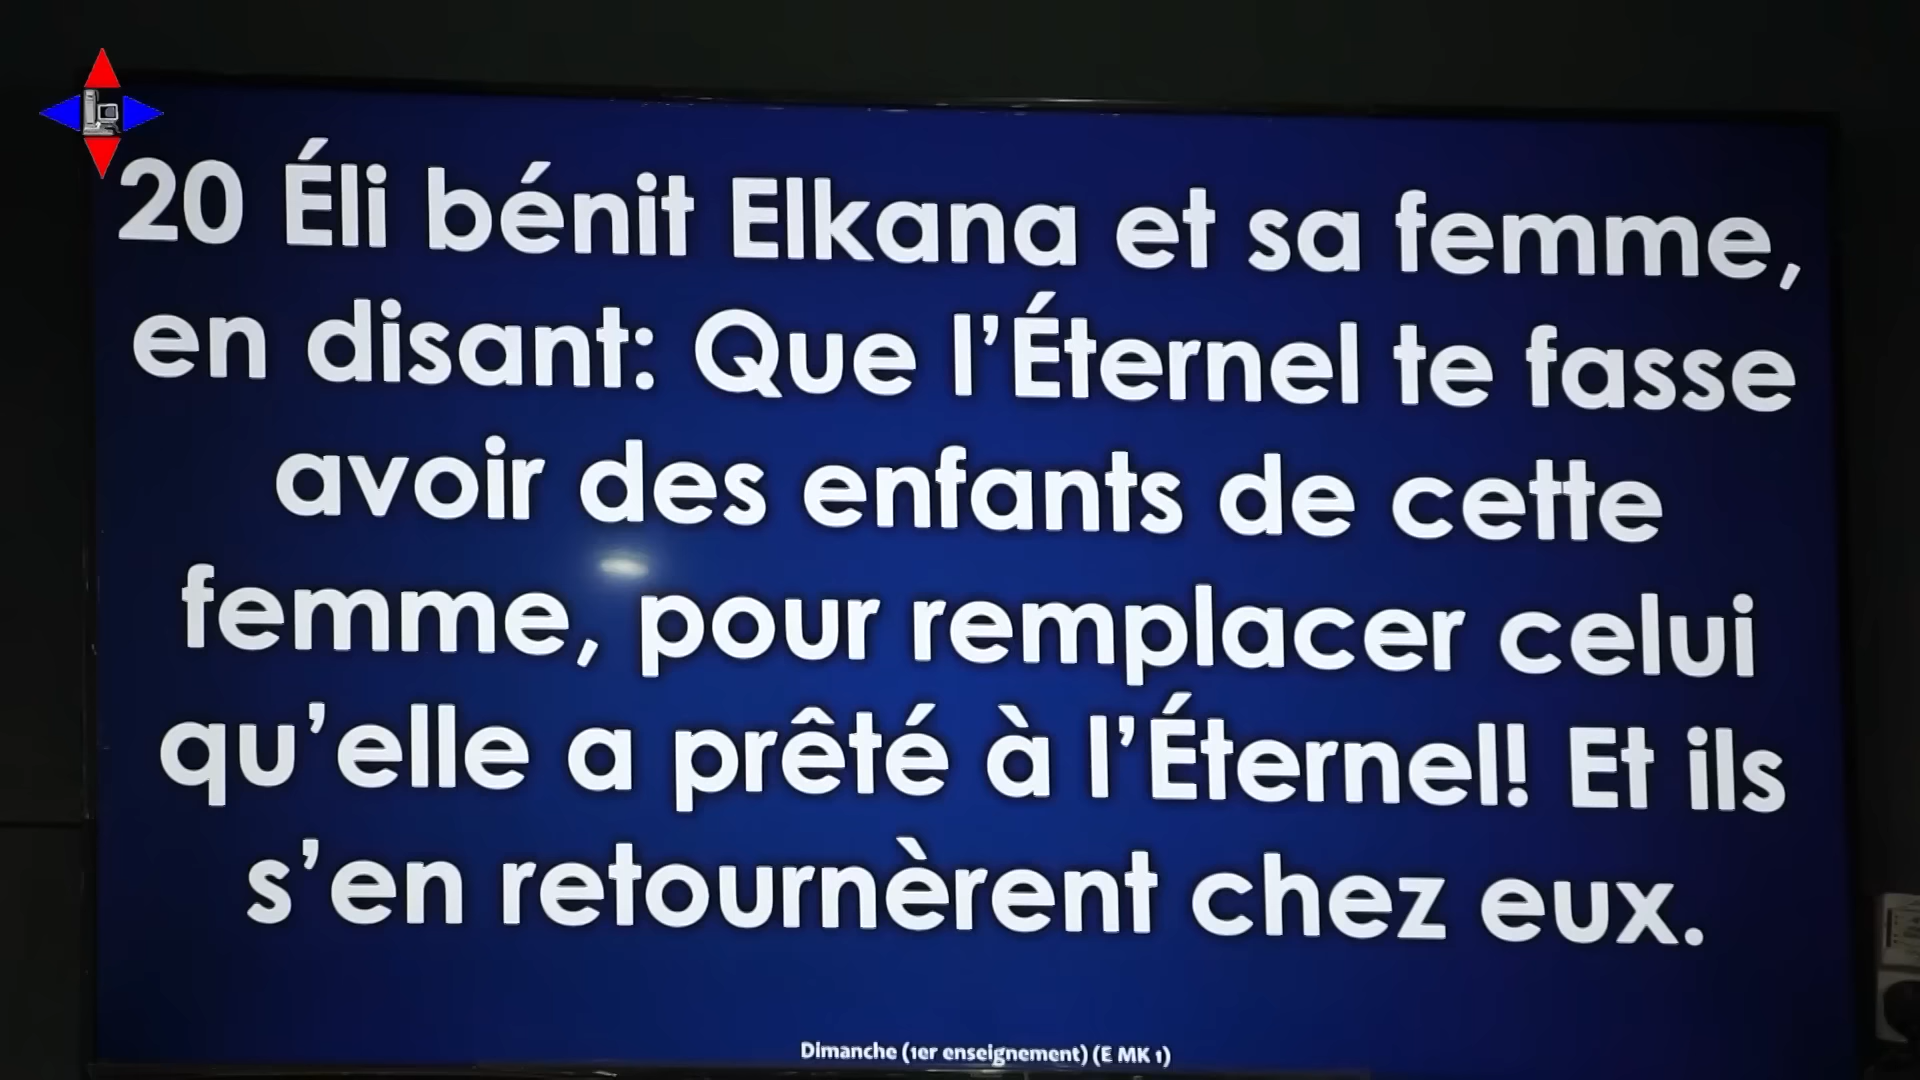 20 Éli bénit Elkana et sa femme,
en disant: Que l’Éternel te fasse
avoir des enfants de cette
femme, pour remplacer celui
qu’elle a prêté à l’Éternel! Et ils
s’en retournèrent chez eux.
Dimanche (1er enseignement) (E MK 1)